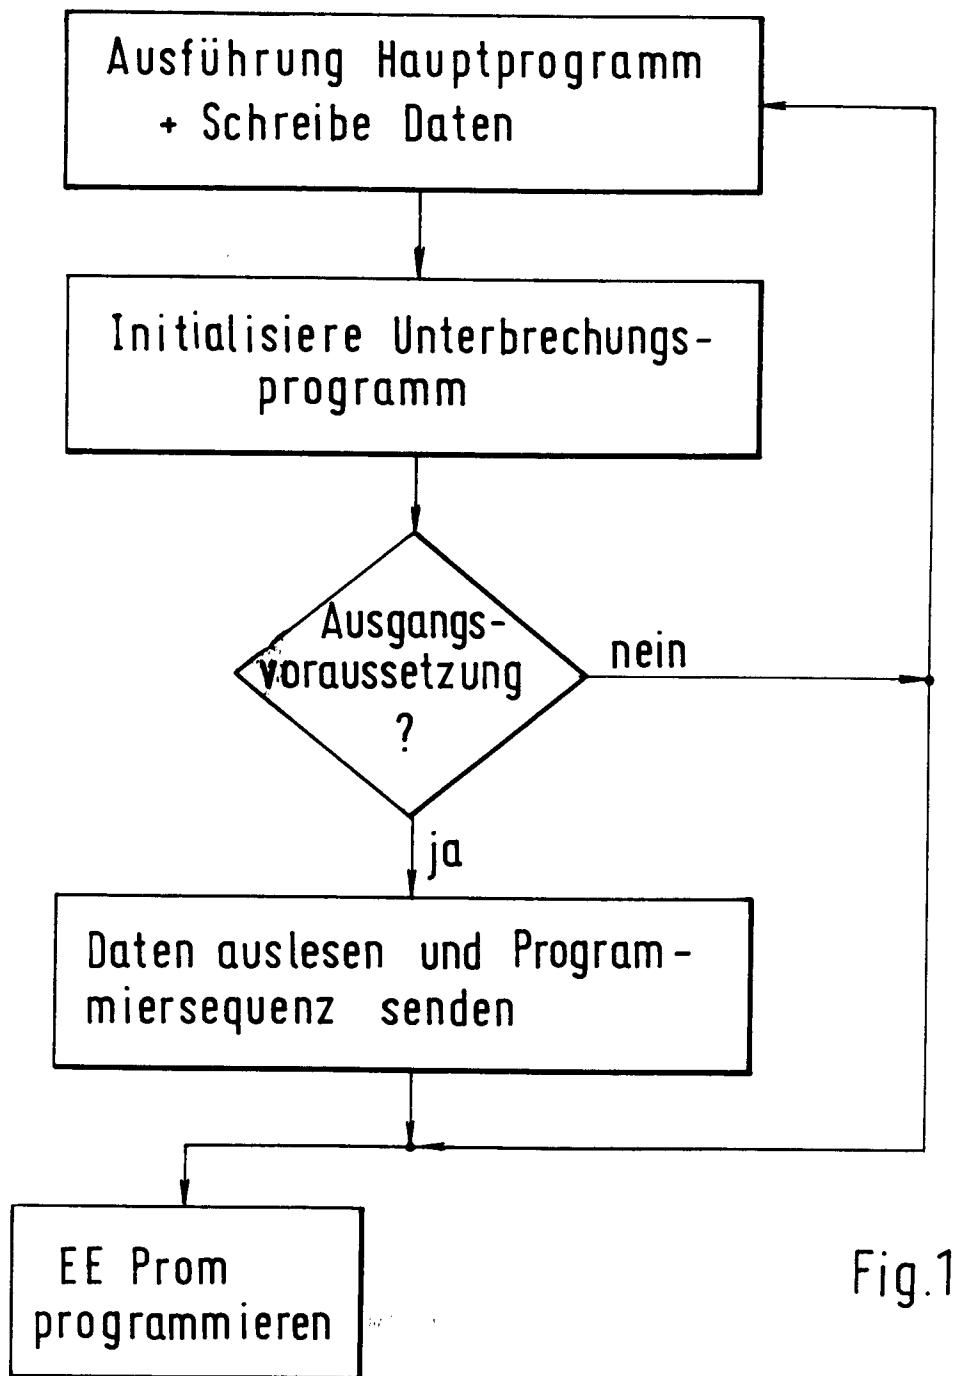 Ausführung Hauptprogramm
+ Schreibe Daten
Initialisiere Unterbrechungs-
programm
Ausgangs-
voraussetzung
?
nein
ja
Daten auslesen und Program-
miersequenz senden
EE Prom
programmieren
Fig.1